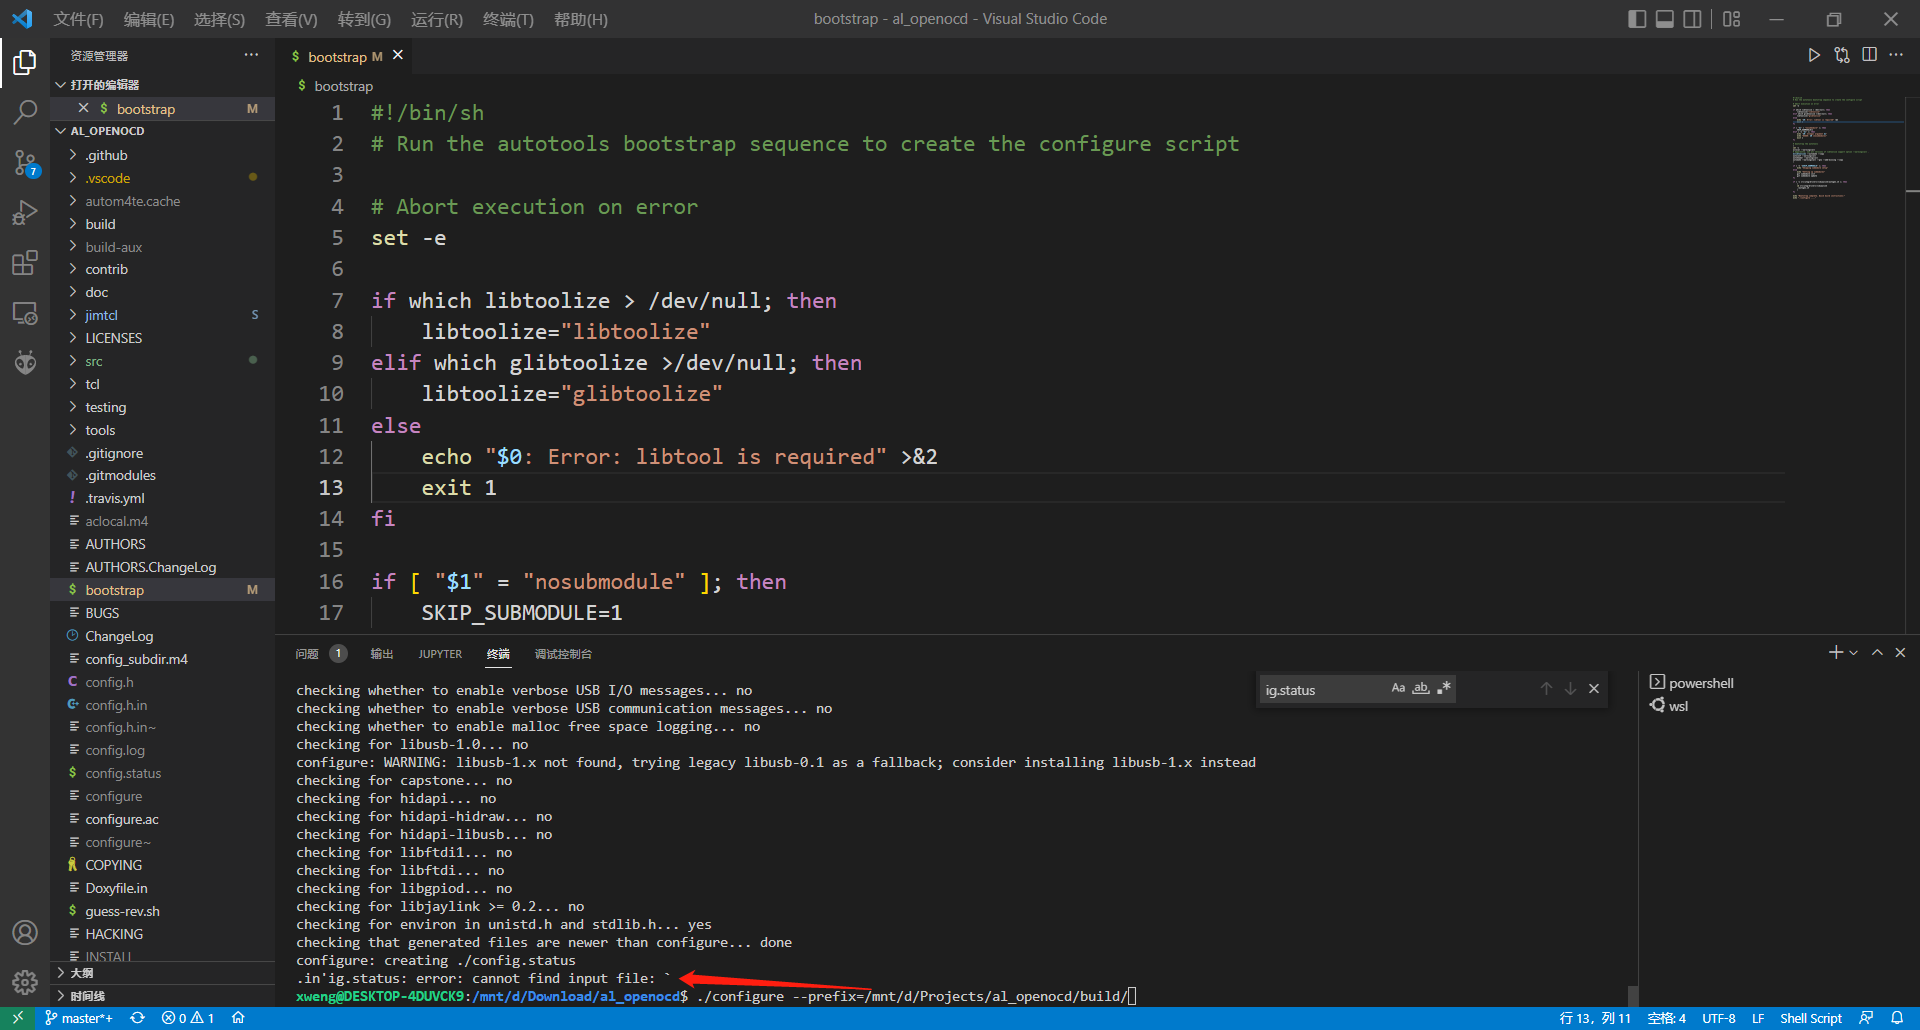 文件(F) 编辑(E) 选择(S) 查看(V) 转到(G) 运行(R) 终端(T) 帮助(H)
bootstrap - al_openocd - Visual Studio Code
资源管理器
打开的编辑器
bootstrap M
AL_OPENOCD
.github
.vscode
autom4te.cache
build
build-aux
contrib
doc
jimtcl S
LICENSES
src
tcl
testing
tools
.gitignore
.gitmodules
.travis.yml
aclocal.m4
AUTHORS
AUTHORS.ChangeLog
bootstrap M
BUGS
ChangeLog
config_subdir.m4
config.h
config.h.in
config.h.in~
config.log
config.status
configure
configure.ac
configure~
COPYING
Doxyfile.in
guess-rev.sh
HACKING
INSTALL
大纲
时间线
7
$ bootstrap M
$ bootstrap
1 #!/bin/sh
2 # Run the autotools bootstrap sequence to create the configure script
3
4 # Abort execution on error
5 set -e
6
7 if which libtoolize > /dev/null; then
8 libtoolize="libtoolize"
9 elif which glibtoolize >/dev/null; then
10 libtoolize="glibtoolize"
11 else
12 echo "$0: Error: libtool is required" >&2
13 exit 1
14 fi
15
16 if [ "$1" = "nosubmodule" ]; then
17 SKIP_SUBMODULE=1
问题 1 输出 JUPYTER 终端 调试控制台
ig.status Aa ab
powershell
wsl
checking whether to enable verbose USB I/O messages... no
checking whether to enable verbose USB communication messages... no
checking whether to enable malloc free space logging... no
checking for libusb-1.0... no
configure: WARNING: libusb-1.x not found, trying legacy libusb-0.1 as a fallback; consider installing libusb-1.x instead
checking for capstone... no
checking for hidapi... no
checking for hidapi-hidraw... no
checking for hidapi-libusb... no
checking for libftdi1... no
checking for libftdi... no
checking for libgpiod... no
checking for libjaylink >= 0.2... no
checking for environ in unistd.h and stdlib.h... yes
checking that generated files are newer than configure... done
configure: creating ./config.status
.in'ig.status: error: cannot find input file: `
xweng@DESKTOP-4DUVCK9:/mnt/d/Download/al_openocd$ ./configure --prefix=/mnt/d/Projects/al_openocd/build/
master*+ 0 1
行 13, 列 11 空格: 4 UTF-8 LF Shell Script